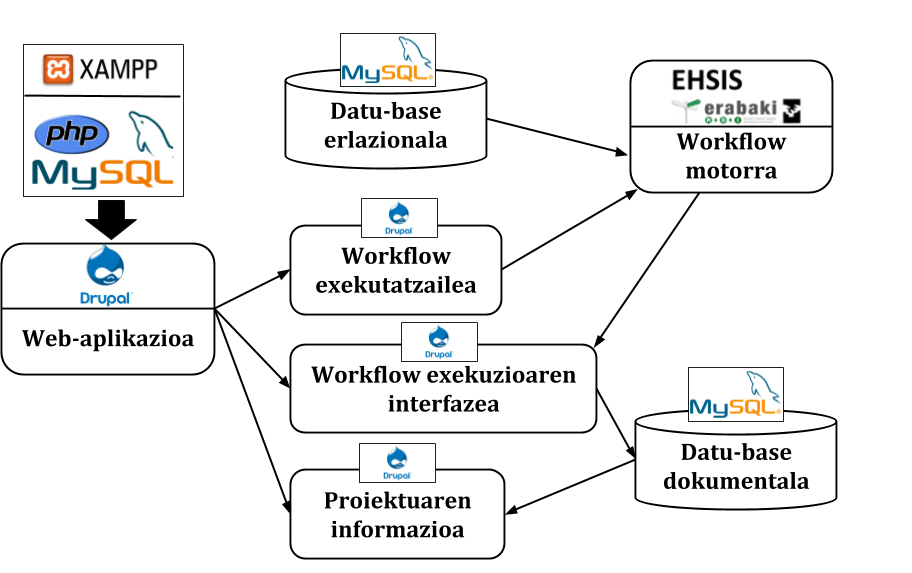 XAMPP
php
MySQL
Drupal
Web-aplikazioa
MySQL
Datu-base
erlazionala
EHSIS
erabaki
Workflow
motorra
Drupal
Workflow
exekutatzailea
Drupal
Workflow exekuzioaren
interfazea
MySQL
Datu-base
dokumentala
Drupal
Proiektuaren
informazioa